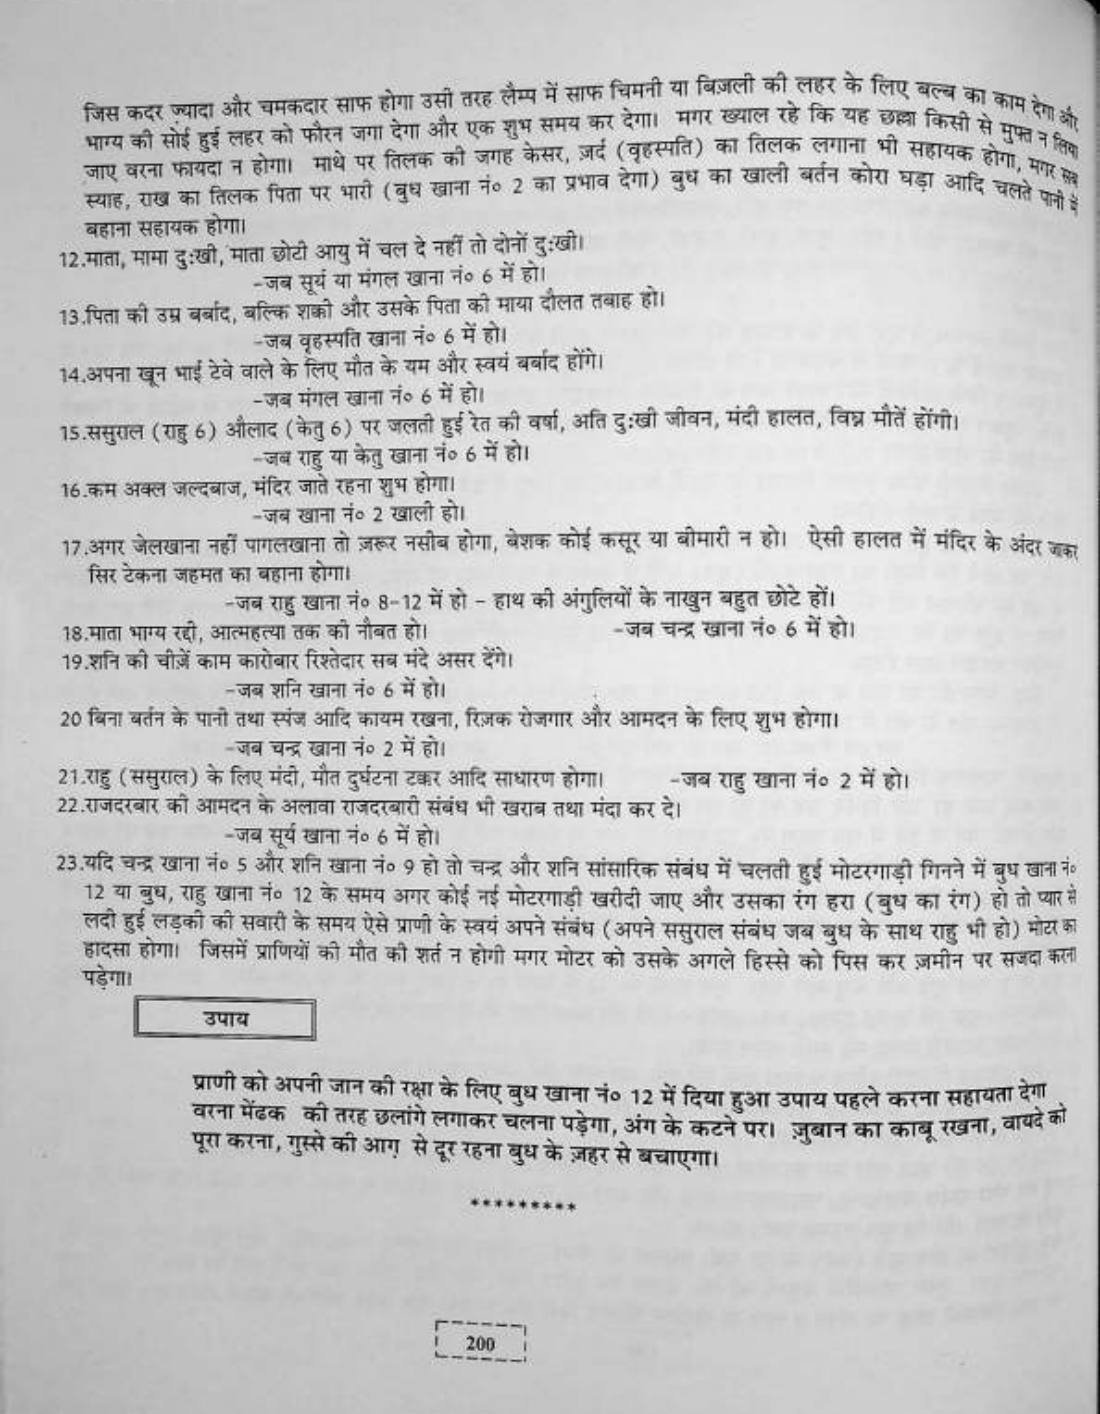 जिस कदर ज्यादा और चमकदार साफ होगा उसी तरह लैम्प में साफ चिमनी या बिज़ली की लहर के लिए बल्ब का काम देगा और
भाग्य की सोई हुई लहर को फौरन जगा देगा और एक शुभ समय कर देगा। मगर ख्याल रहे कि यह छल्ला किसी से मुफ्त न लिया
जाए वरना फायदा न होगा। माथे पर तिलक की जगह केसर, ज़र्द (वृहस्पति) का तिलक लगाना भी सहायक होगा, मगर सब
स्याह, राख का तिलक पिता पर भारी (बुध खाना नं० 2 का प्रभाव देगा) बुध का खाली बर्तन कोरा घड़ा आदि चलते पानी में
बहाना सहायक होगा।
12.माता, मामा दुःखी, माता छोटी आयु में चल दे नहीं तो दोनों दुःखी।
-जब सूर्य या मंगल खाना नं० 6 में हो।
13.पिता की उम्र बर्बाद, बल्कि शक्की और उसके पिता की माया दौलत तबाह हो।
-जब वृहस्पति खाना नं० 6 में हो।
14.अपना खून भाई टेवे वाले के लिए मौत के यम और स्वयं बर्बाद होंगे।
-जब मंगल खाना नं० 6 में हो।
15.ससुराल (राहु 6) औलाद (केतु 6) पर जलती हुई रेत की वर्षा, अति दुःखी जीवन, मंदी हालत, विघ्न मौतें होंगी।
-जब राहु या केतु खाना नं० 6 में हो।
16.कम अक्ल जल्दबाज, मंदिर जाते रहना शुभ होगा।
-जब खाना नं० 2 खाली हो।
17.अगर जेलखाना नहीं पागलखाना तो ज़रूर नसीब होगा, बेशक कोई कसूर या बीमारी न हो। ऐसी हालत में मंदिर के अंदर जाकर
सिर टेकना जहमत का बहाना होगा।
-जब राहु खाना नं० 8-12 में हो - हाथ की अंगुलियों के नाखुन बहुत छोटे हों।
18.माता भाग्य रद्दी, आत्महत्या तक की नौबत हो। -जब चन्द्र खाना नं० 6 में हो।
19.शनि की चीज़ें काम कारोबार रिश्तेदार सब मंदे असर देंगे।
-जब शनि खाना नं० 6 में हो।
20 बिना बर्तन के पानी तथा स्पंज आदि कायम रखना, रिज़क रोजगार और आमदन के लिए शुभ होगा।
-जब चन्द्र खाना नं० 2 में हो।
21.राहु (ससुराल) के लिए मंदी, मौत दुर्घटना टक्कर आदि साधारण होगा। -जब राहु खाना नं० 2 में हो।
22.राजदरबार की आमदन के अलावा राजदरबारी संबंध भी खराब तथा मंदा कर दे।
-जब सूर्य खाना नं० 6 में हो।
23.यदि चन्द्र खाना नं० 5 और शनि खाना नं० 9 हो तो चन्द्र और शनि सांसारिक संबंध में चलती हुई मोटरगाड़ी गिनने में बुध खाना नं०
12 या बुध, राहु खाना नं० 12 के समय अगर कोई नई मोटरगाड़ी खरीदी जाए और उसका रंग हरा (बुध का रंग) हो तो प्यार से
लदी हुई लड़की की सवारी के समय ऐसे प्राणी के स्वयं अपने संबंध (अपने ससुराल संबंध जब बुध के साथ राहु भी हो) मोटर का
हादसा होगा। जिसमें प्राणियों की मौत की शर्त न होगी मगर मोटर को उसके अगले हिस्से को पिस कर ज़मीन पर सजदा करना
पड़ेगा।
उपाय
प्राणी को अपनी जान की रक्षा के लिए बुध खाना नं० 12 में दिया हुआ उपाय पहले करना सहायता देगा
वरना मेंढक की तरह छलांगे लगाकर चलना पड़ेगा, अंग के कटने पर। ज़ुबान का काबू रखना, वायदे को
पूरा करना, गुस्से की आग़ से दूर रहना बुध के ज़हर से बचाएगा।
*********
200